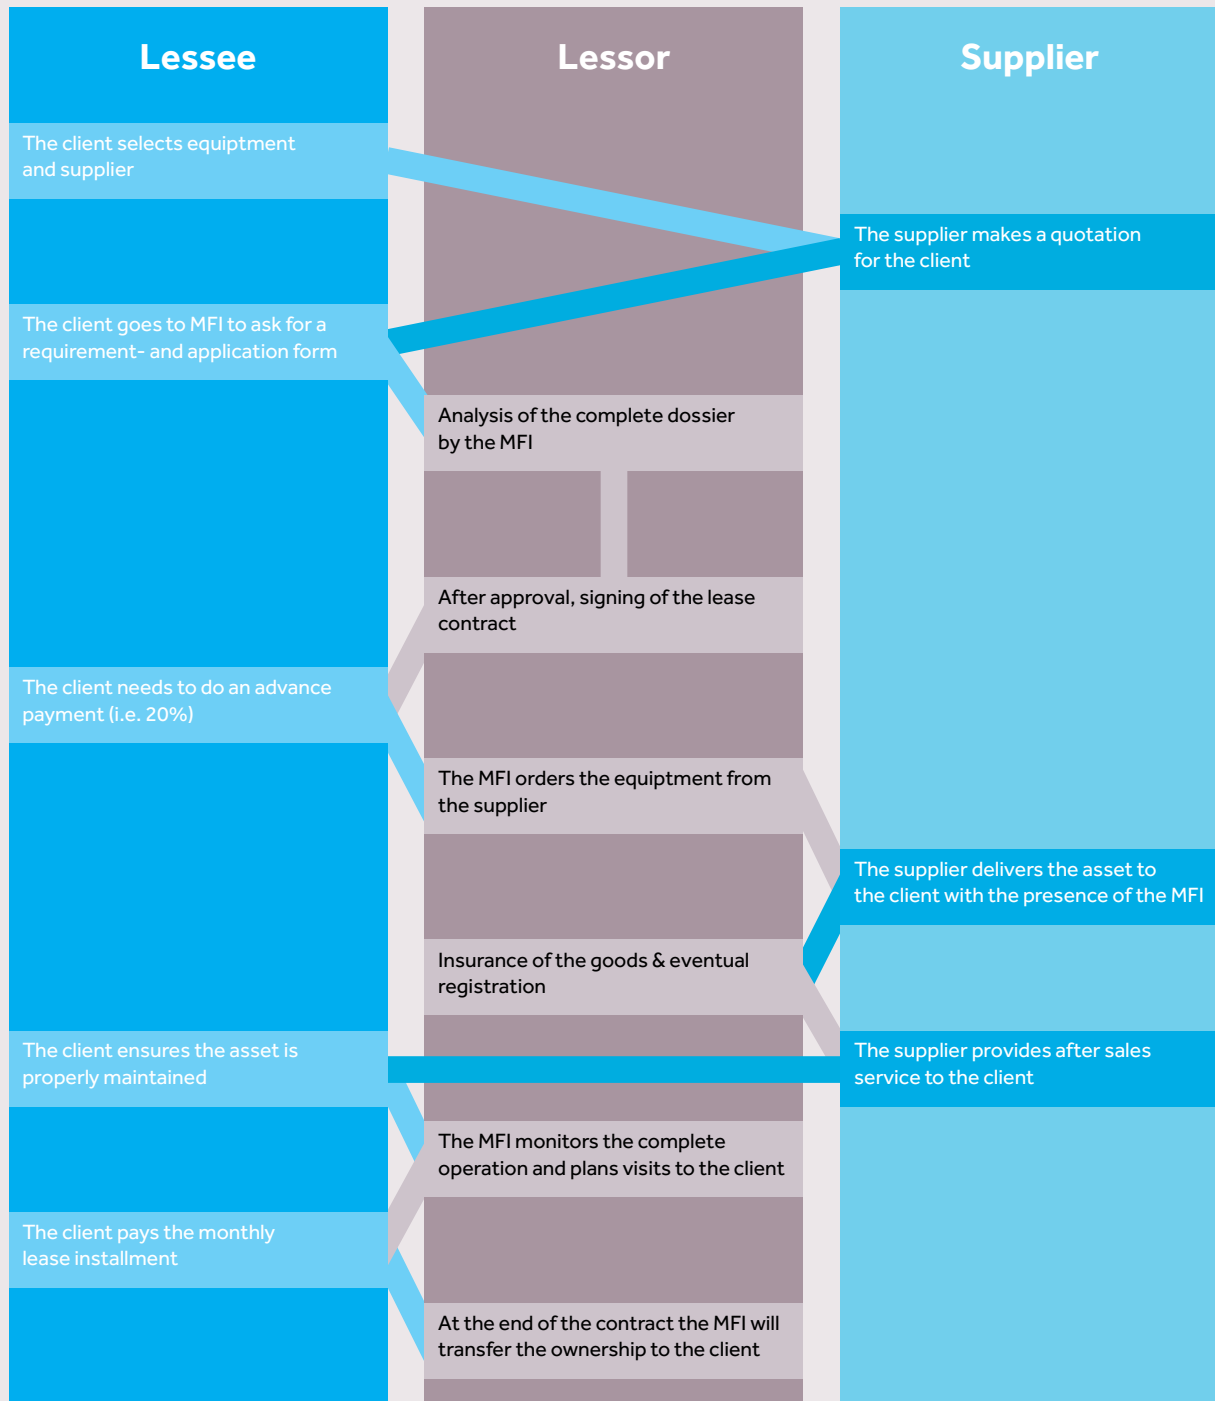 Lessee
Lessor
Supplier
The client selects equiptment
and supplier
The supplier makes a quotation
for the client
The client goes to MFI to ask for a
requirement- and application form
Analysis of the complete dossier
by the MFI
After approval, signing of the lease
contract
The client needs to do an advance
payment (i.e. 20%)
The MFI orders the equiptment from
the supplier
The supplier delivers the asset to
the client with the presence of the MFI
Insurance of the goods & eventual
registration
The client ensures the asset is
properly maintained
The supplier provides after sales
service to the client
The MFI monitors the complete
operation and plans visits to the client
The client pays the monthly
lease installment
At the end of the contract the MFI will
transfer the ownership to the client